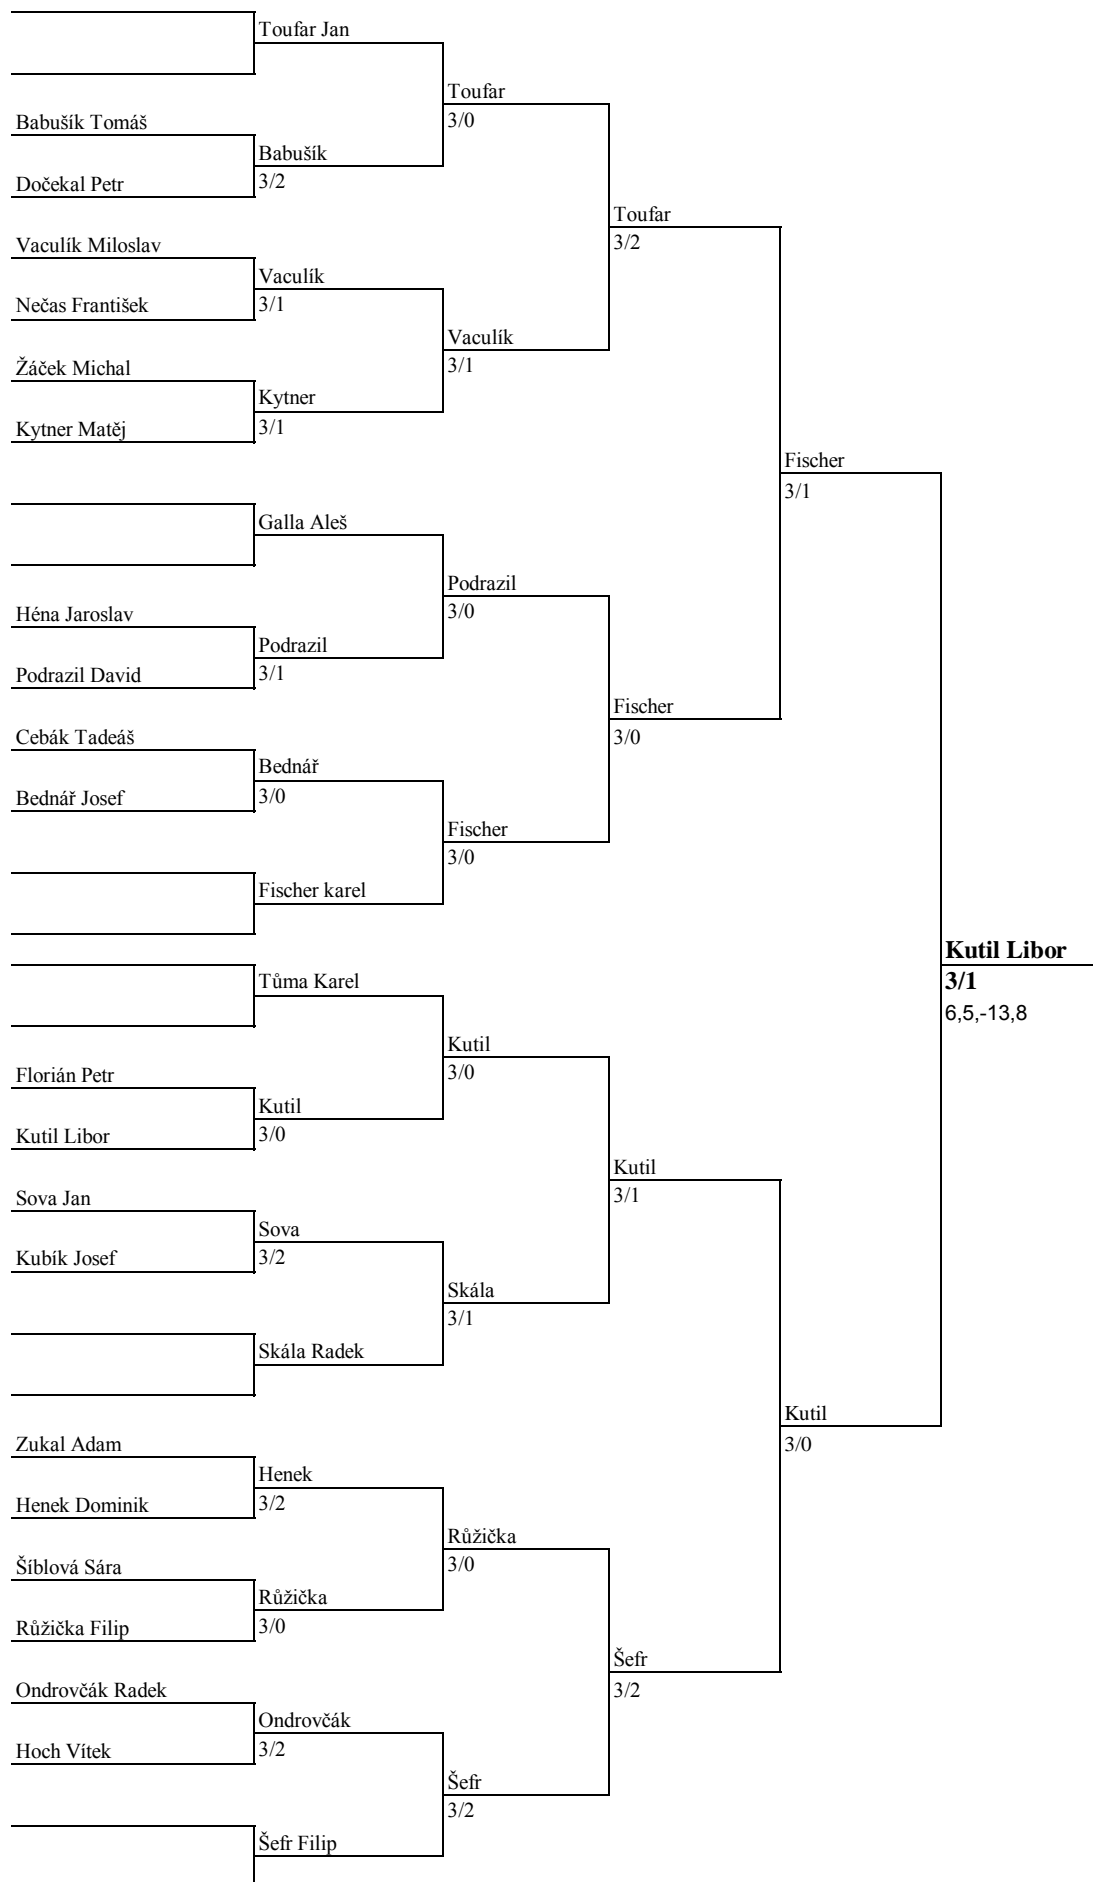 Toufar Jan
Toufar
Babušík Tomáš
3/0
Babušík
Dočekal Petr
3/2
Toufar
Vaculík Miloslav
3/2
Vaculík
Nečas František
3/1
Vaculík
Žáček Michal
3/1
Kytner
Kytner Matěj
3/1
Fischer
3/1
Galla Aleš
Podrazil
Héna Jaroslav
3/0
Podrazil
Podrazil David
3/1
Fischer
Cebák Tadeáš
3/0
Bednář
Bednář Josef
3/0
Fischer
3/0
Fischer karel
Kutil Libor
Tůma Karel
3/1
6,5,-13,8
Kutil
Florián Petr
3/0
Kutil
Kutil Libor
3/0
Kutil
Sova Jan
3/1
Sova
Kubík Josef
3/2
Skála
3/1
Skála Radek
Kutil
Zukal Adam
3/0
Henek
Henek Dominik
3/2
Růžička
Šíblová Sára
3/0
Růžička
Růžička Filip
3/0
Šefr
Ondrovčák Radek
3/2
Ondrovčák
Hoch Vítek
3/2
Šefr
3/2
Šefr Filip